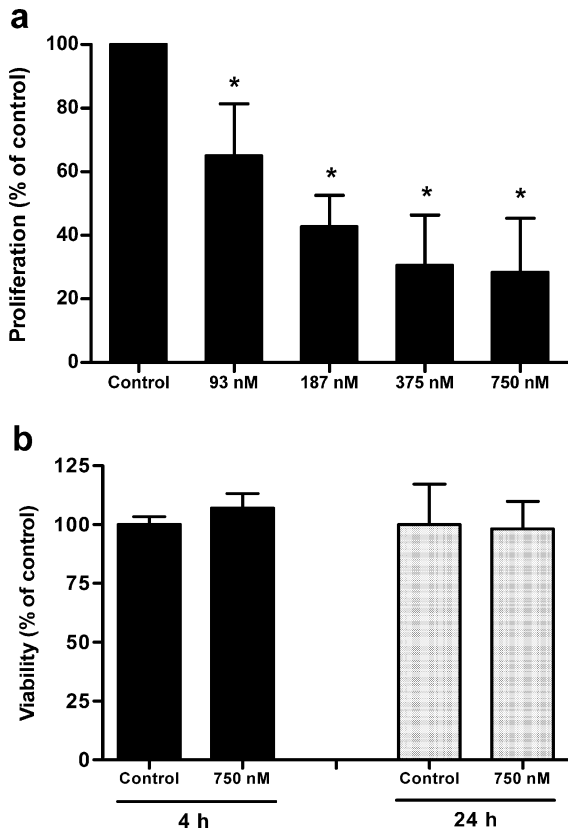 a
Proliferation (% of control)
100
80
60
40
20
0
*
*
*
*
Control 93 nM 187 nM 375 nM 750 nM
b
Viability (% of control)
125
100
75
50
25
0
Control 750 nM Control 750 nM
4 h 24 h